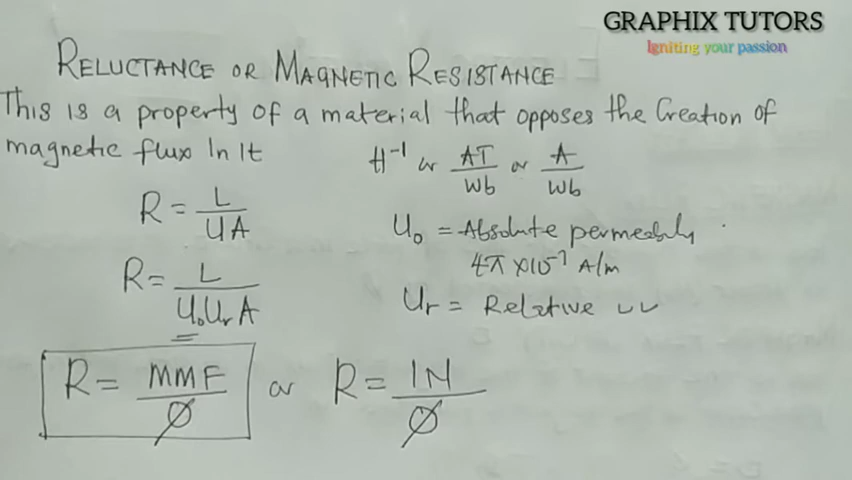 GRAPHIX TUTORS
Igniting your passion
RELUCTANCE OR MAGNETIC RESISTANCE
This is a property of a material that opposes the Creation of
magnetic flux In It
H⁻¹ or AT/Wb or A/Wb
R = L/UA
U₀ = Absolute permeability
4π×10⁻⁷ A/m
R = L/U₀UᵣA
Uᵣ = Relative ′′ ′′
R = MMF/Ø or R = IN/Ø